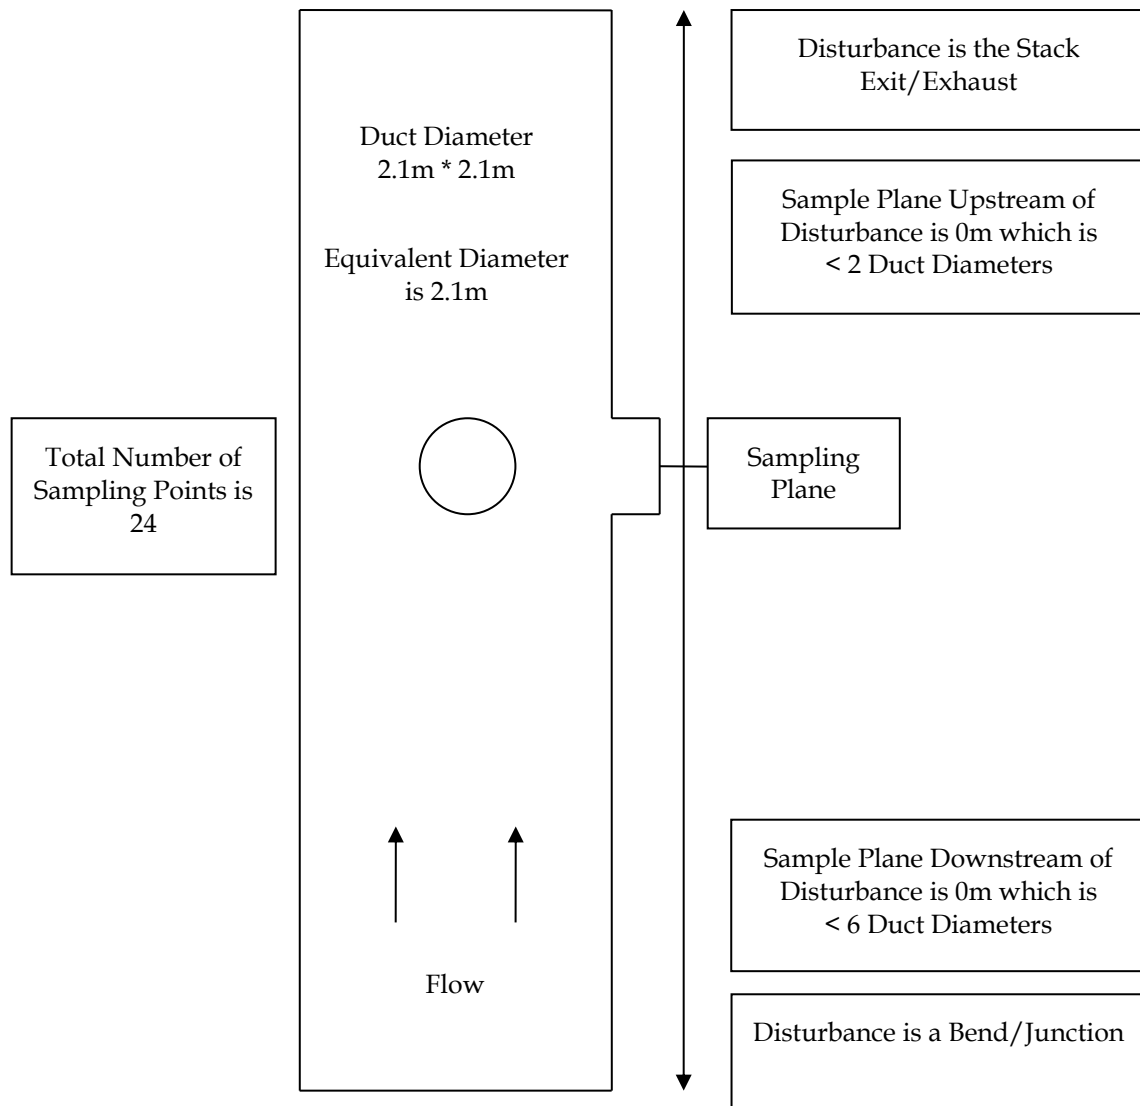 Disturbance is the Stack
Exit/Exhaust
Duct Diameter
2.1m * 2.1m
Sample Plane Upstream of
Disturbance is 0m which is
< 2 Duct Diameters
Equivalent Diameter
is 2.1m
Total Number of
Sampling Points is
24
Sampling
Plane
Sample Plane Downstream of
Disturbance is 0m which is
< 6 Duct Diameters
Flow
Disturbance is a Bend/Junction